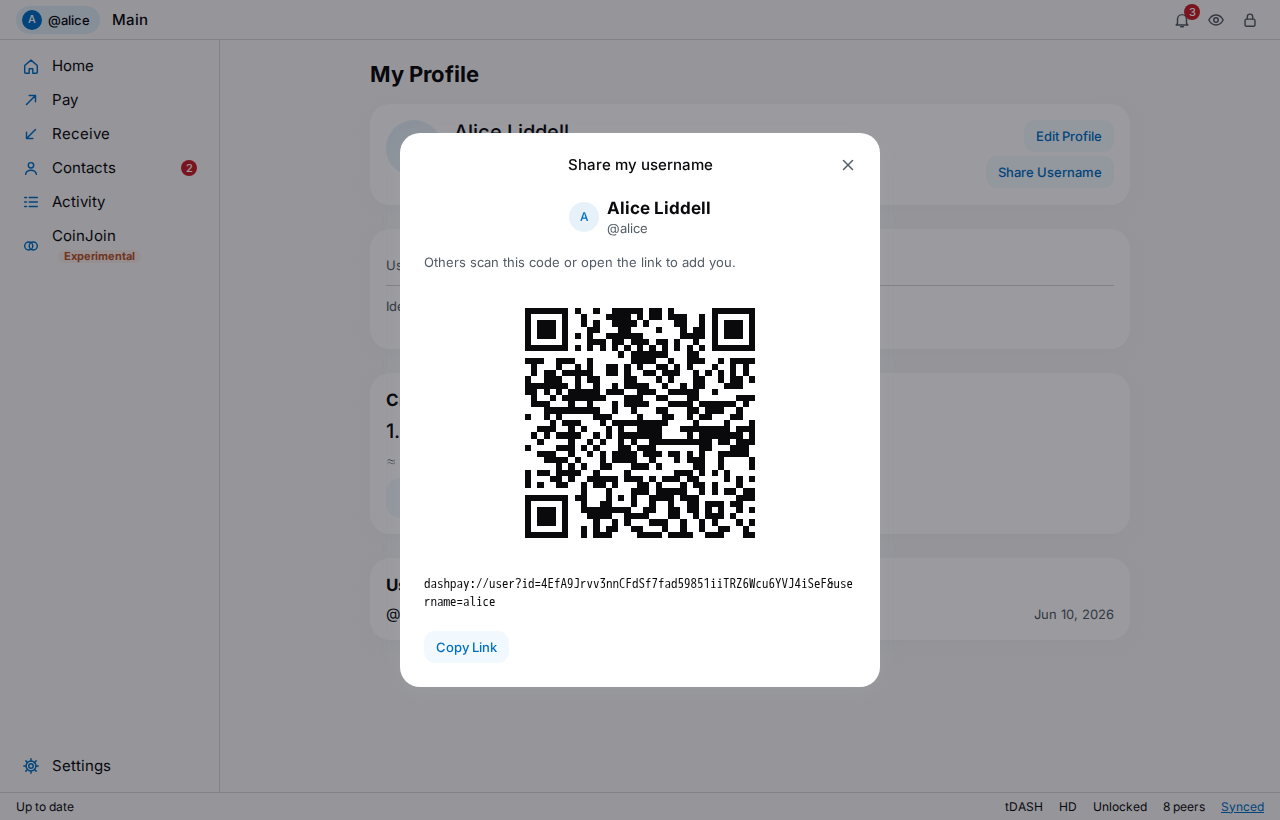 A @alice Main 3
Home
Pay
Receive
Contacts 2
Activity
CoinJoin
Experimental
Settings
My Profile
Alice Liddell
Edit Profile
Share Username
Share my username
A
Alice Liddell
@alice
Others scan this code or open the link to add you.
dashpay://user?id=4EfA9Jrvv3nnCFdSf7fad59851iiTRZ6Wcu6YVJ4iSeF&use
rname=alice
Copy Link
1.
≈
@
Jun 10, 2026
Up to date tDASH HD Unlocked 8 peers Synced